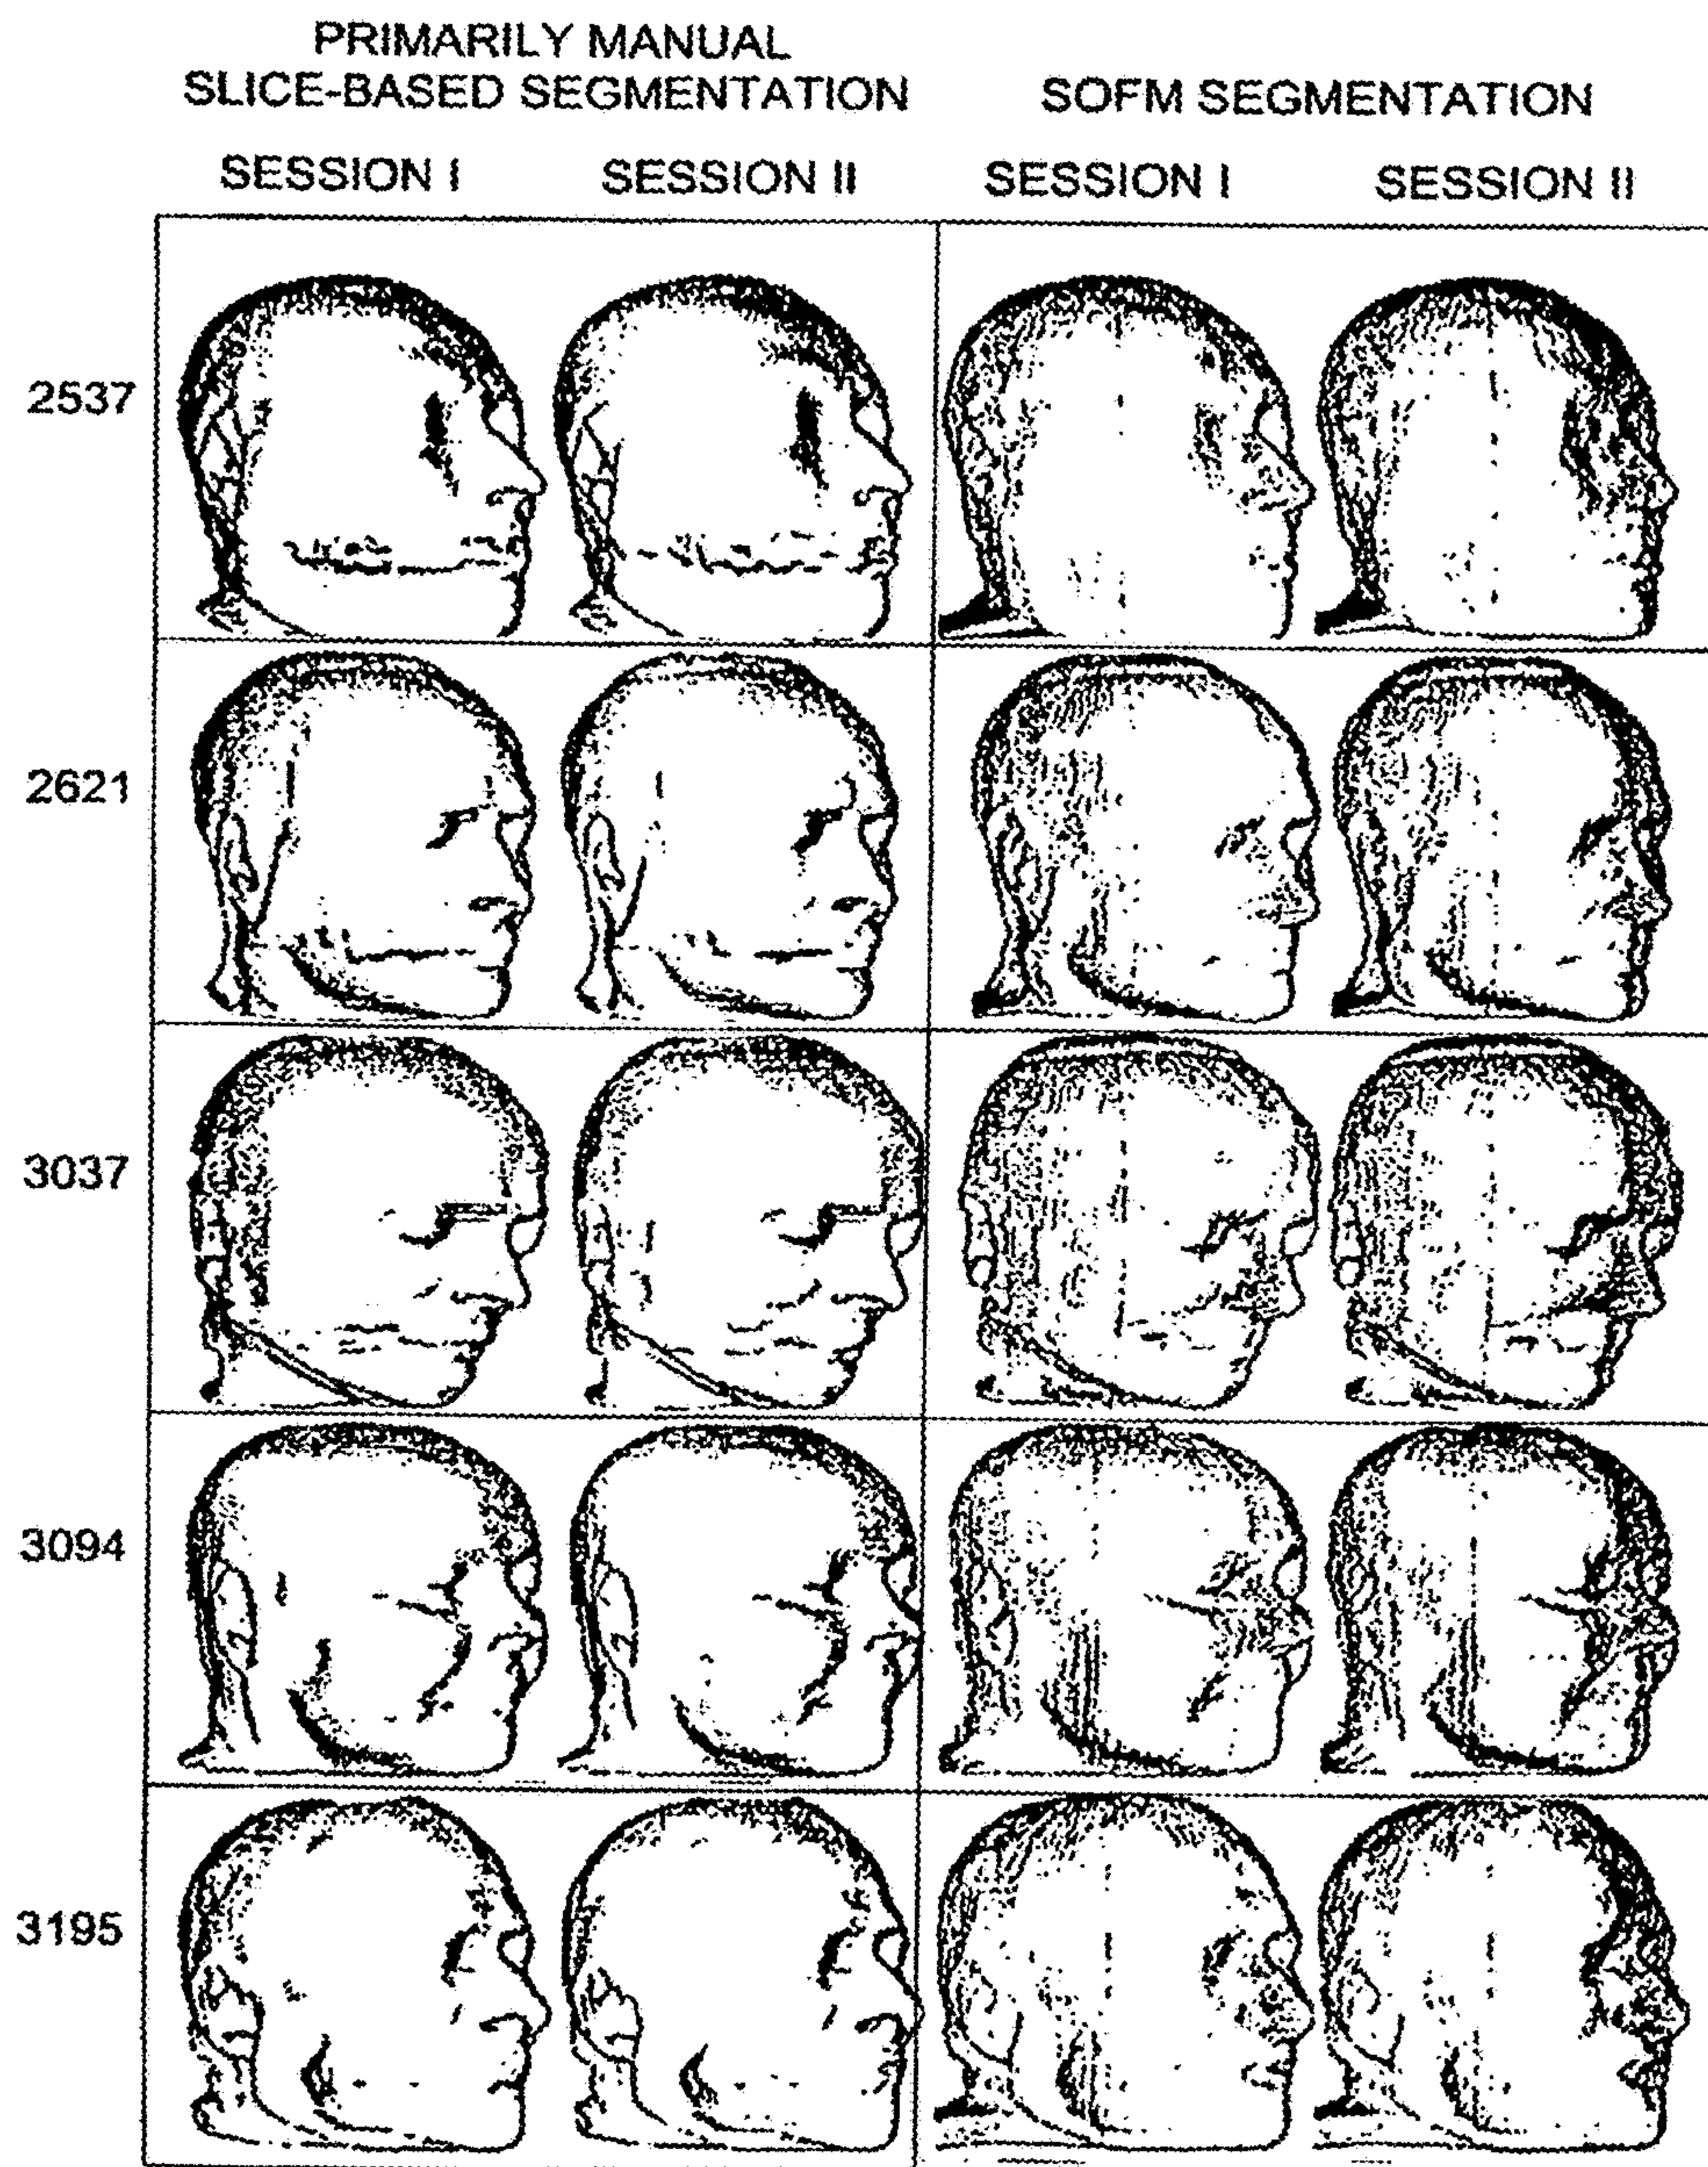 PRIMARILY MANUAL
SLICE-BASED SEGMENTATION
SOFM SEGMENTATION
SESSION I
SESSION II
SESSION I
SESSION II
2537
2621
3037
3094
3195